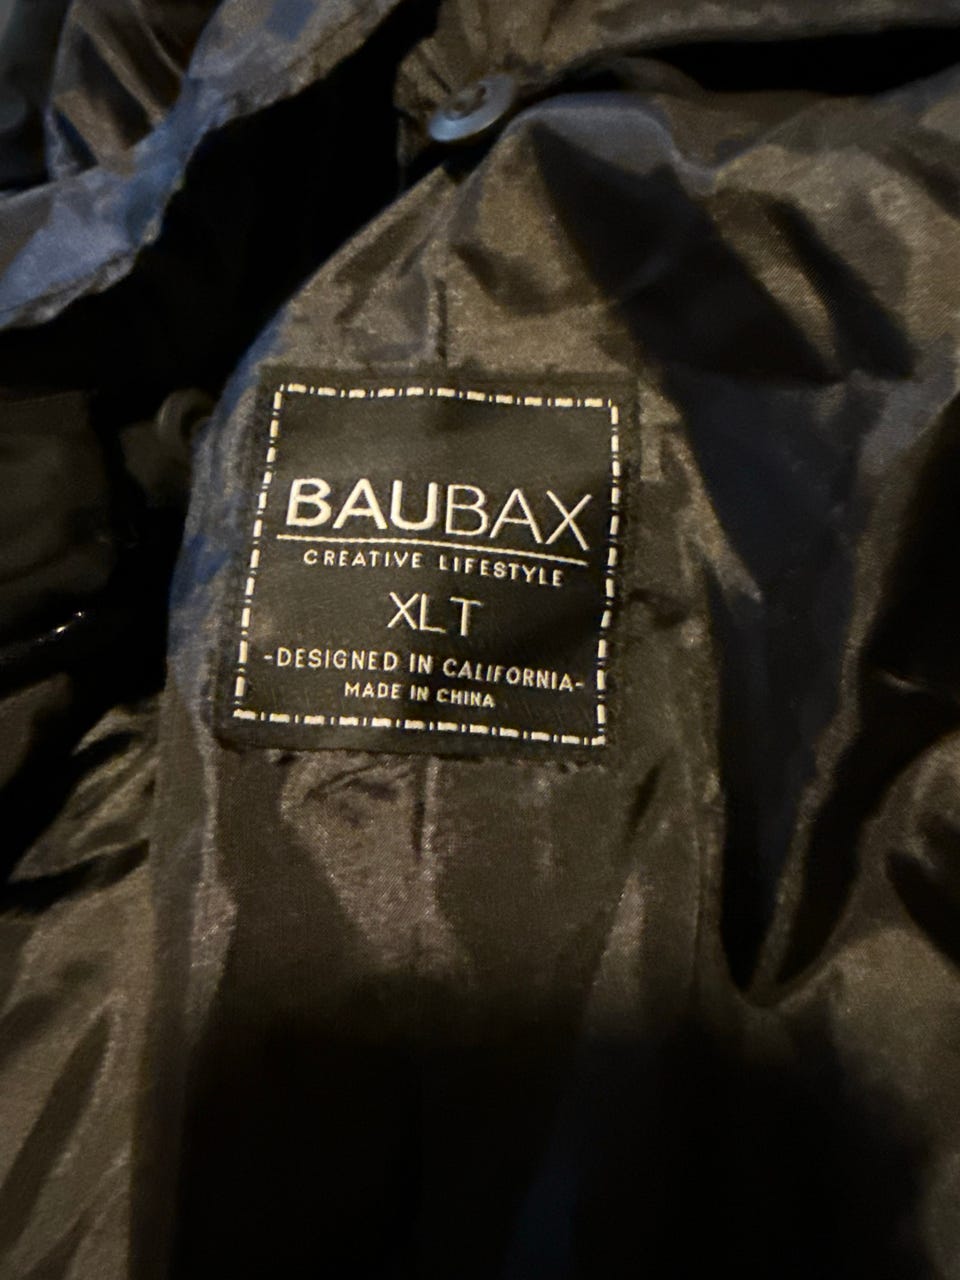 BAUBAX
CREATIVE LIFESTYLE
XLT
-DESIGNED IN CALIFORNIA-
MADE IN CHINA